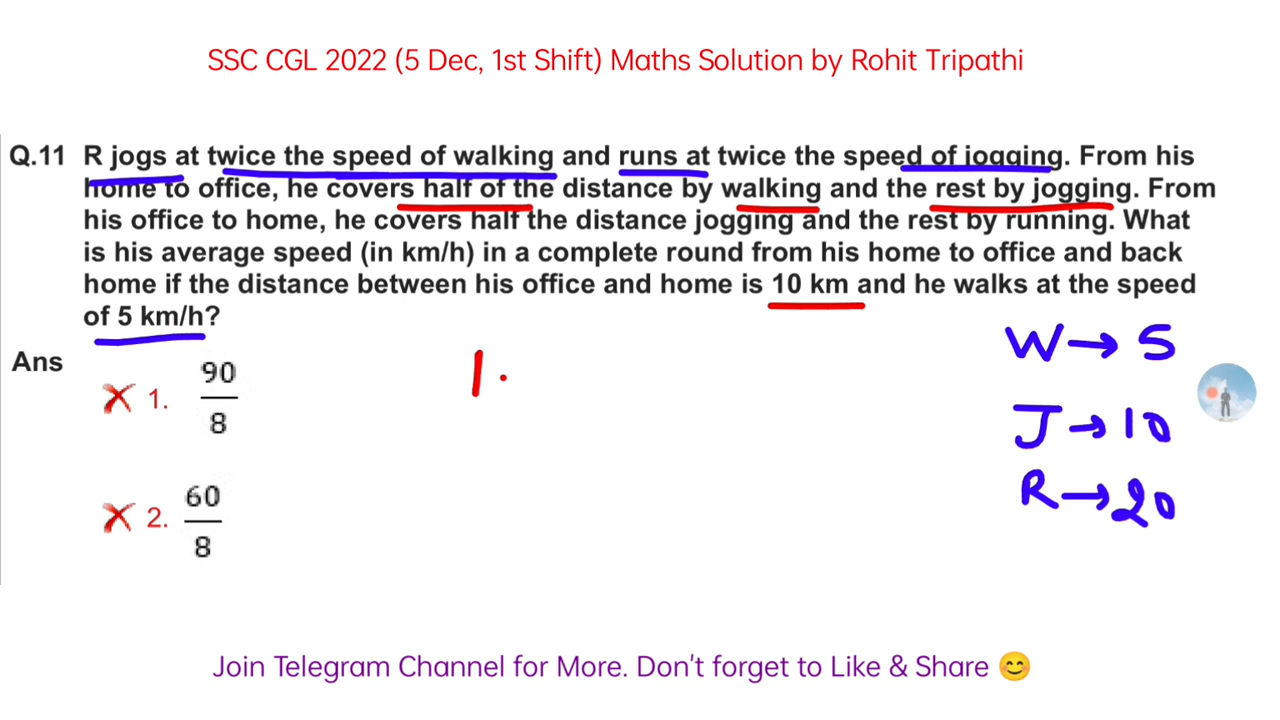 SSC CGL 2022 (5 Dec, 1st Shift) Maths Solution by Rohit Tripathi
Q.11 R jogs at twice the speed of walking and runs at twice the speed of jogging. From his
home to office, he covers half of the distance by walking and the rest by jogging. From
his office to home, he covers half the distance jogging and the rest by running. What
is his average speed (in km/h) in a complete round from his home to office and back
home if the distance between his office and home is 10 km and he walks at the speed
of 5 km/h?
W → 5
Ans
X 1. 90/8
1.
J → 10
R → 20
X 2. 60/8
Join Telegram Channel for More. Don't forget to Like & Share 😊